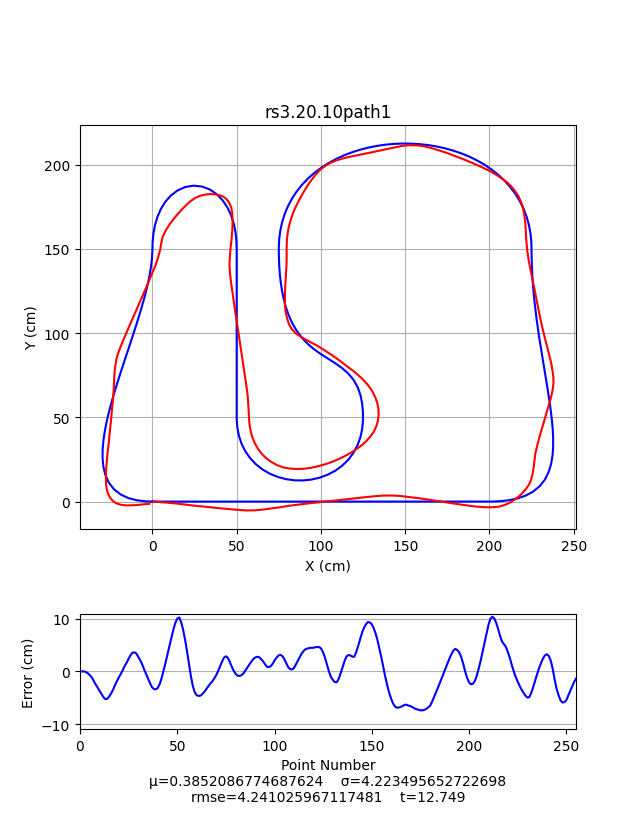 rs3.20.10path1
200
150
100
50
0
Y (cm)
0 50 100 150 200 250
X (cm)
10
0
−10
Error (cm)
0 50 100 150 200 250
Point Number
μ=0.3852086774687624 σ=4.223495652722698
rmse=4.241025967117481 t=12.749